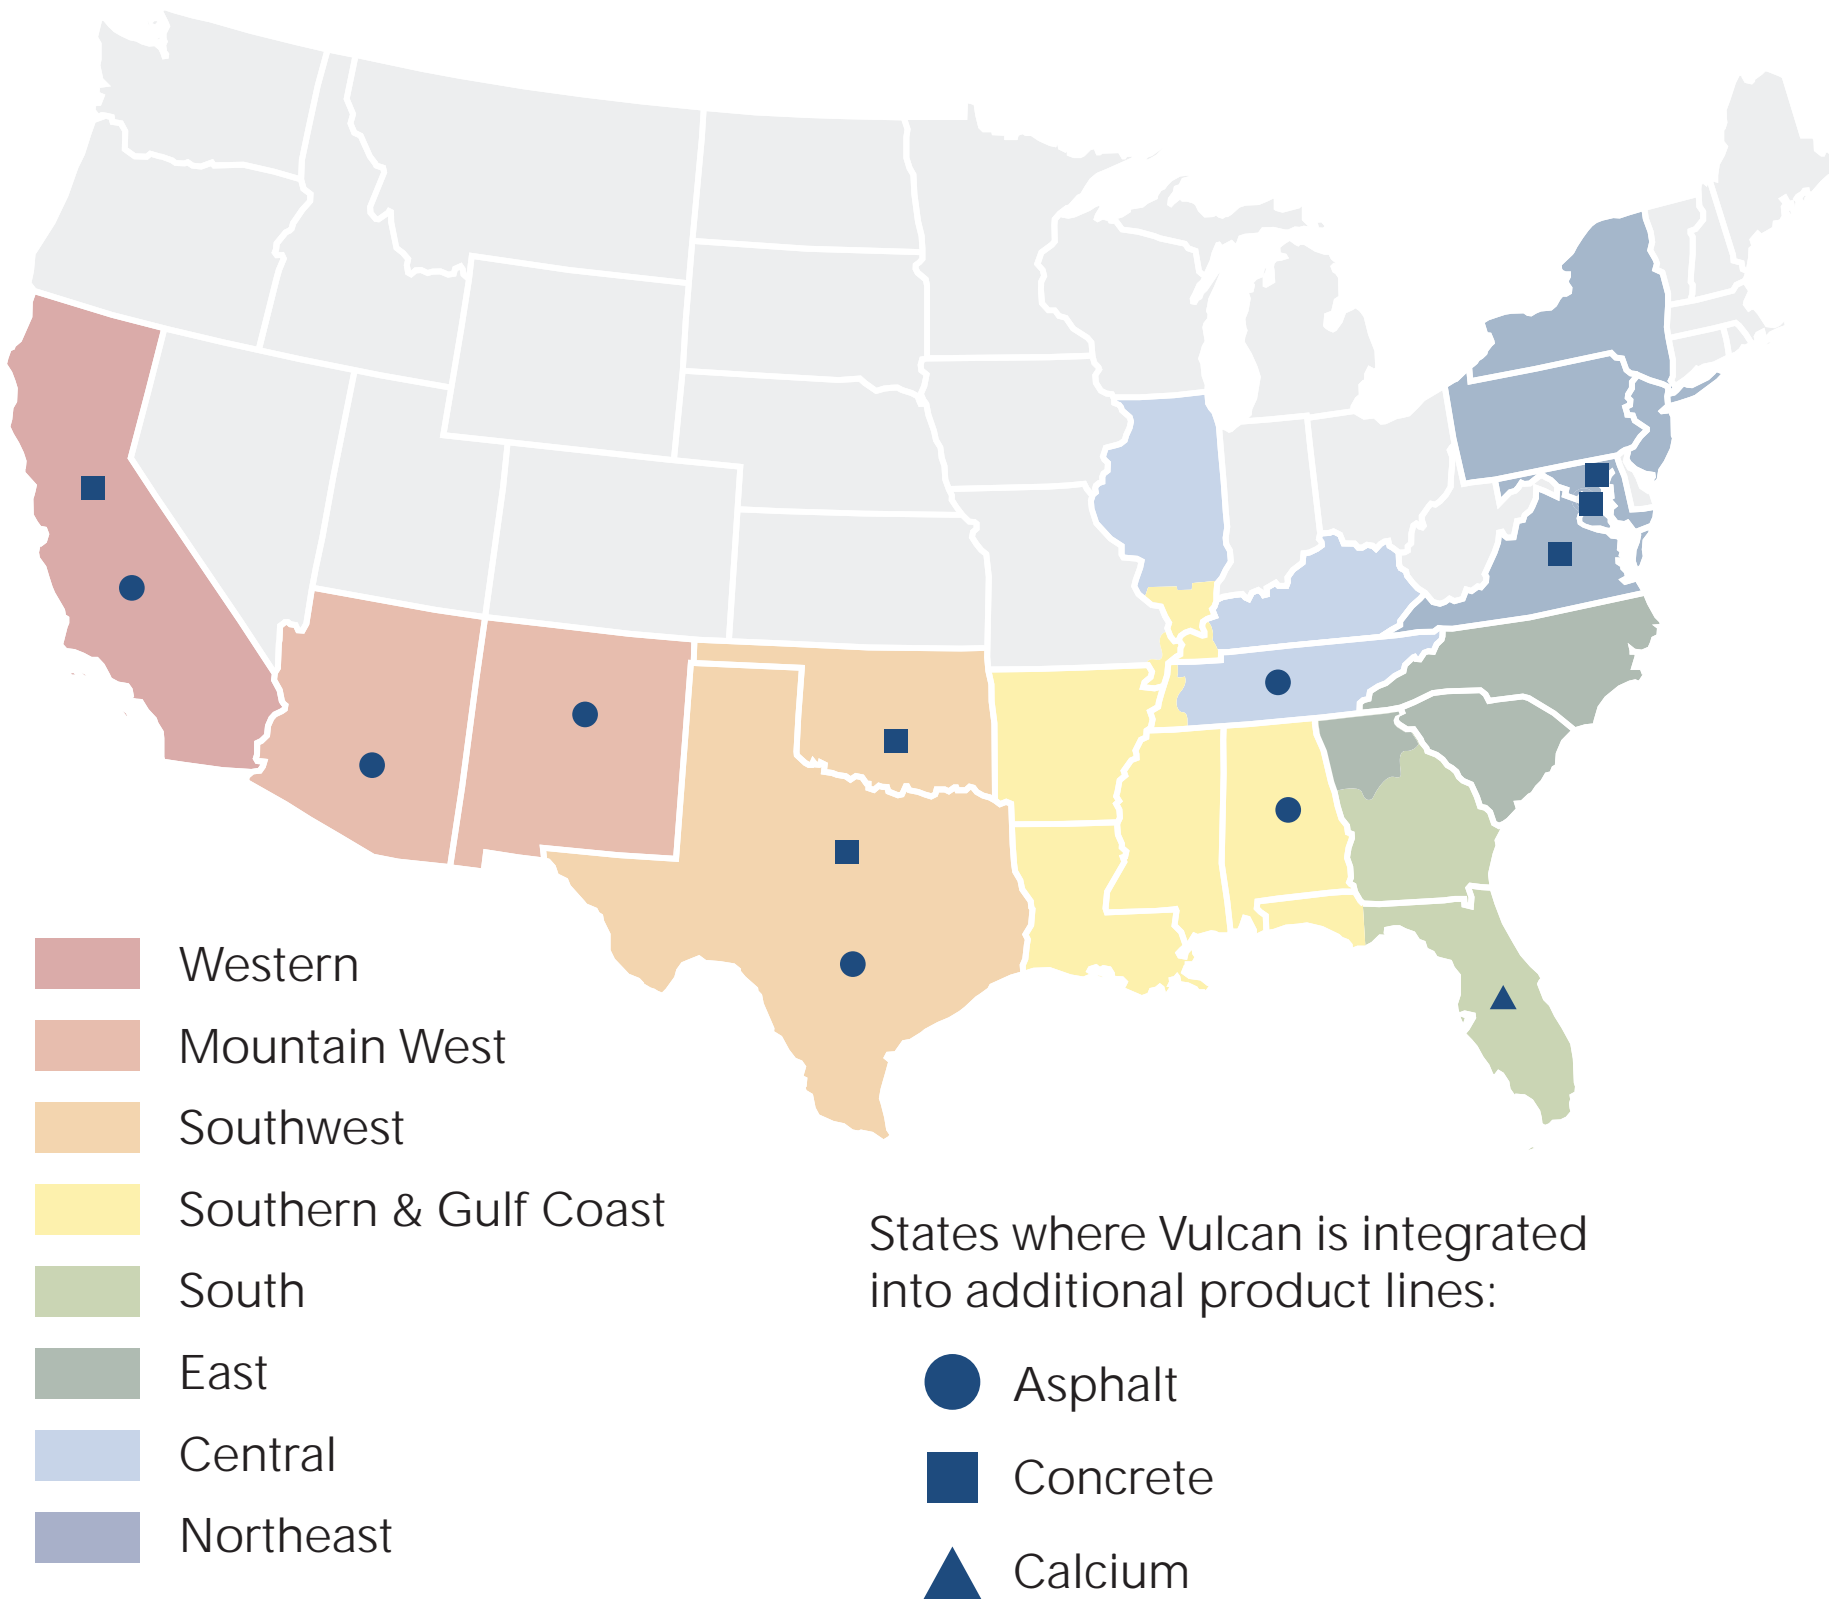 Western
Mountain West
Southwest
Southern & Gulf Coast
South
East
Central
Northeast
States where Vulcan is integrated
into additional product lines:
Asphalt
Concrete
Calcium